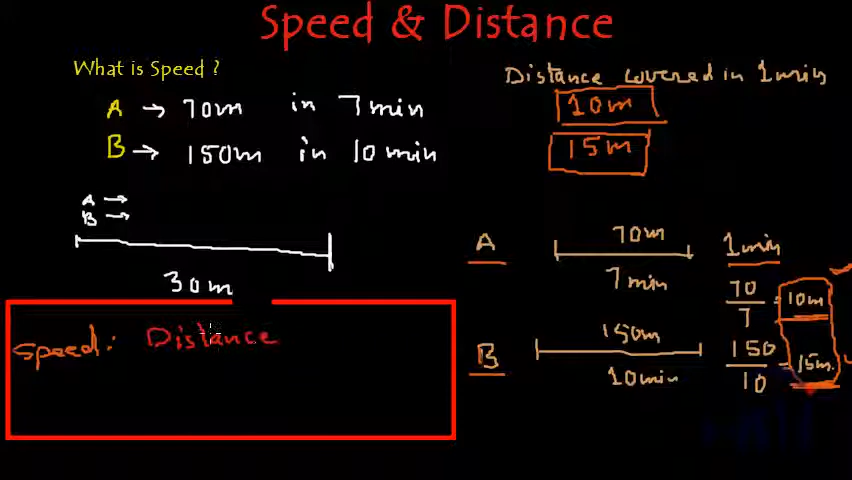 Speed & Distance
What is Speed ?
A → 70m in 7min
B → 150m in 10min
Distance covered in 1min
10m
15m
A →
B →
30m
Speed: Distance
A 70m 1min
7min
70/7 = 10m
B 150m
10min
150/10 = 15m.